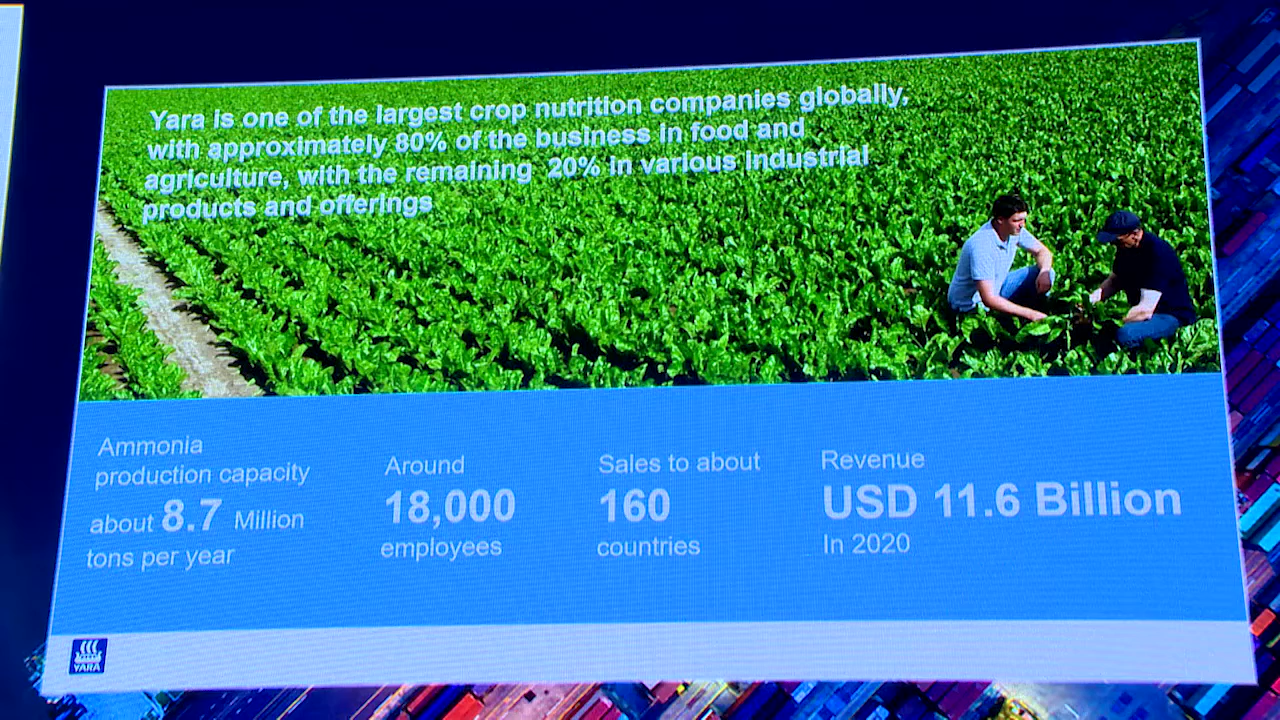 Yara is one of the largest crop nutrition companies globally,
with approximately 80% of the business in food and
agriculture, with the remaining 20% in various industrial
products and offerings
Ammonia
production capacity
about 8.7 Million
tons per year
Around
18,000
employees
Sales to about
160
countries
Revenue
USD 11.6 Billion
In 2020
YARA